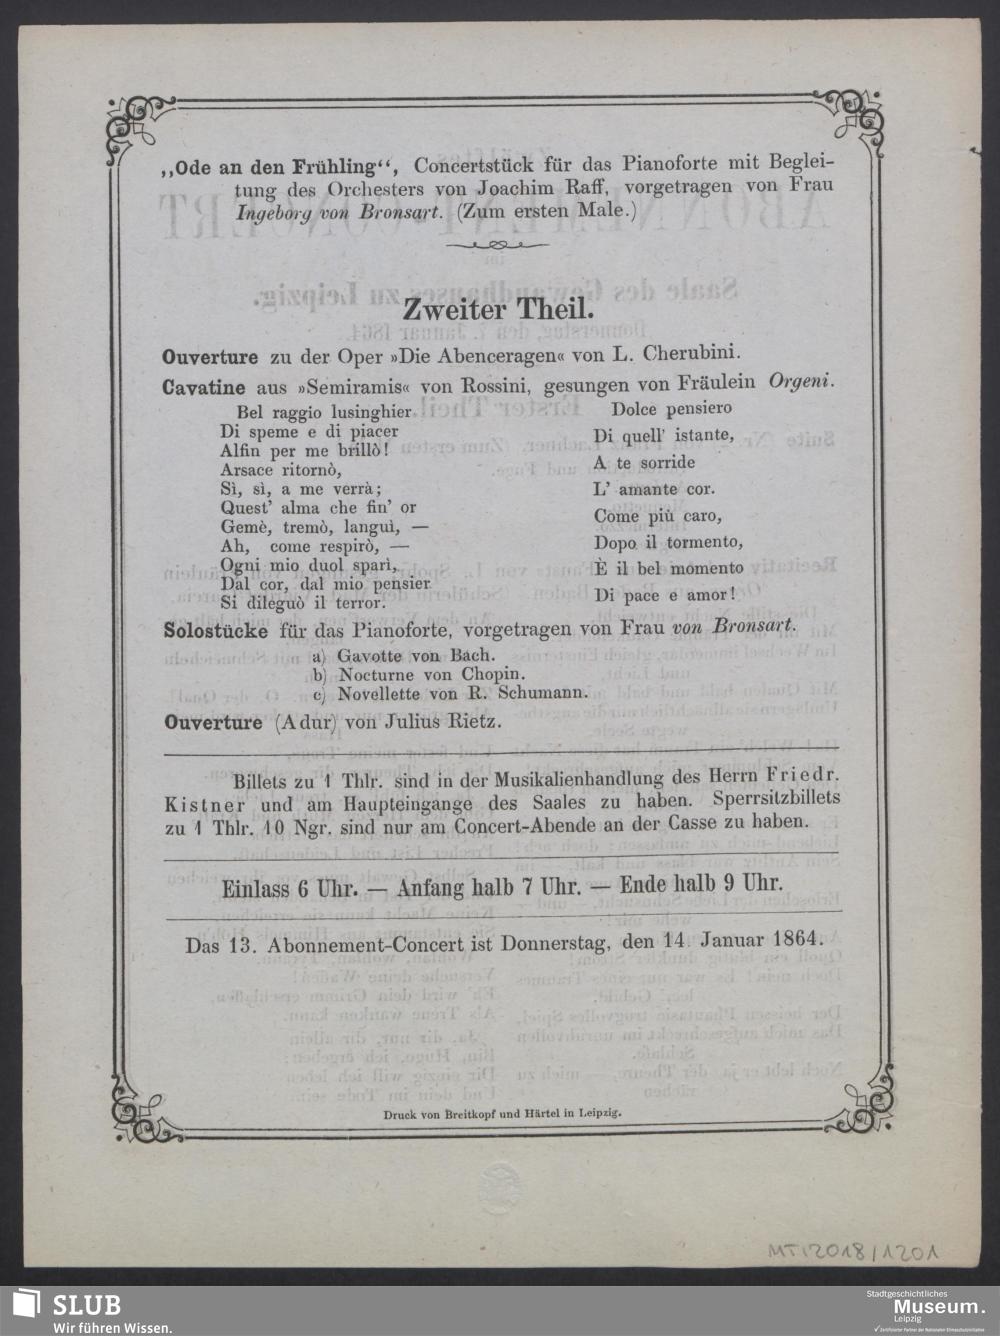 „Ode an den Frühling“, Concertstück für das Pianoforte mit Beglei-
tung des Orchesters von Joachim Raff, vorgetragen von Frau
Ingeborg von Bronsart. (Zum ersten Male.)
Zweiter Theil.
Ouverture zu der Oper »Die Abenceragen« von L. Cherubini.
Cavatine aus »Semiramis« von Rossini, gesungen von Fräulein Orgeni.
Bel raggio lusinghier
Di speme e di piacer
Alfin per me brillò!
Arsace ritornò,
Sì, sì, a me verrà;
Quest' alma che fin' or
Gemè, tremò, languì, —
Ah, come respirò, —
Ogni mio duol sparì,
Dal cor, dal mio pensier
Si dileguò il terror.
Dolce pensiero
Di quell' istante,
A te sorride
L' amante cor.
Come più caro,
Dopo il tormento,
È il bel momento
Di pace e amor!
Solostücke für das Pianoforte, vorgetragen von Frau von Bronsart.
a) Gavotte von Bach.
b) Nocturne von Chopin.
c) Novellette von R. Schumann.
Ouverture (A dur) von Julius Rietz.
Billets zu 1 Thlr. sind in der Musikalienhandlung des Herrn Friedr.
Kistner und am Haupteingange des Saales zu haben. Sperrsitzbillets
zu 1 Thlr. 10 Ngr. sind nur am Concert-Abende an der Casse zu haben.
Einlass 6 Uhr. — Anfang halb 7 Uhr. — Ende halb 9 Uhr.
Das 13. Abonnement-Concert ist Donnerstag, den 14. Januar 1864.
Druck von Breitkopf und Härtel in Leipzig.
MT/2018/1201
SLUB
Wir führen Wissen.
Stadtgeschichtliches
Museum.
Leipzig